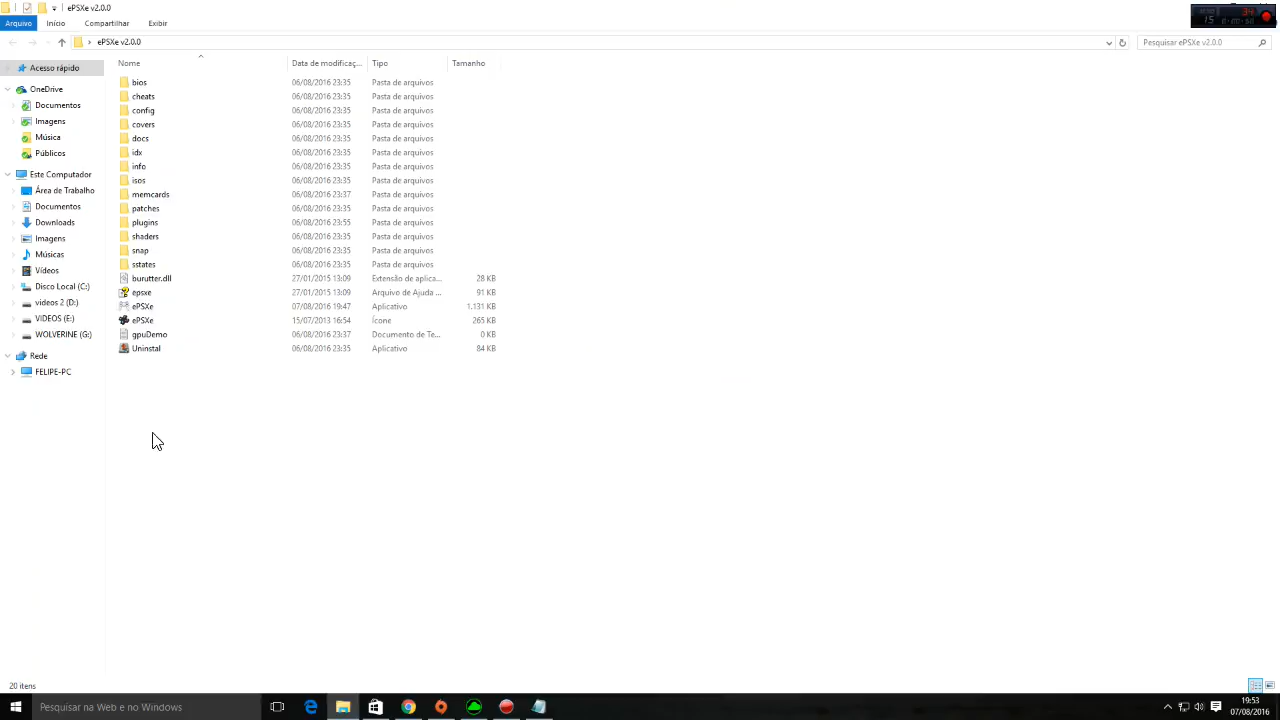 ePSXe v2.0.0
Arquivo Início Compartilhar Exibir
ePSXe v2.0.0
Pesquisar ePSXe v2.0.0
Nome Data de modificaç... Tipo Tamanho
Acesso rápido
OneDrive
Documentos
Imagens
Música
Públicos
Este Computador
Área de Trabalho
Documentos
Downloads
Imagens
Músicas
Vídeos
Disco Local (C:)
videos 2 (D:)
VIDEOS (E:)
WOLVERINE (G:)
Rede
FELIPE-PC
bios 06/08/2016 23:35 Pasta de arquivos
cheats 06/08/2016 23:35 Pasta de arquivos
config 06/08/2016 23:35 Pasta de arquivos
covers 06/08/2016 23:35 Pasta de arquivos
docs 06/08/2016 23:35 Pasta de arquivos
idx 06/08/2016 23:35 Pasta de arquivos
info 06/08/2016 23:35 Pasta de arquivos
isos 06/08/2016 23:35 Pasta de arquivos
memcards 06/08/2016 23:37 Pasta de arquivos
patches 06/08/2016 23:35 Pasta de arquivos
plugins 06/08/2016 23:55 Pasta de arquivos
shaders 06/08/2016 23:35 Pasta de arquivos
snap 06/08/2016 23:35 Pasta de arquivos
sstates 06/08/2016 23:35 Pasta de arquivos
burutter.dll 27/01/2015 13:09 Extensão de aplica... 28 KB
epsxe 27/01/2015 13:09 Arquivo de Ajuda ... 91 KB
ePSXe 07/08/2016 19:47 Aplicativo 1.131 KB
ePSXe 15/07/2013 16:54 Ícone 265 KB
gpuDemo 06/08/2016 23:37 Documento de Te... 0 KB
Uninstal 06/08/2016 23:35 Aplicativo 84 KB
20 itens
Pesquisar na Web e no Windows
19:53
07/08/2016